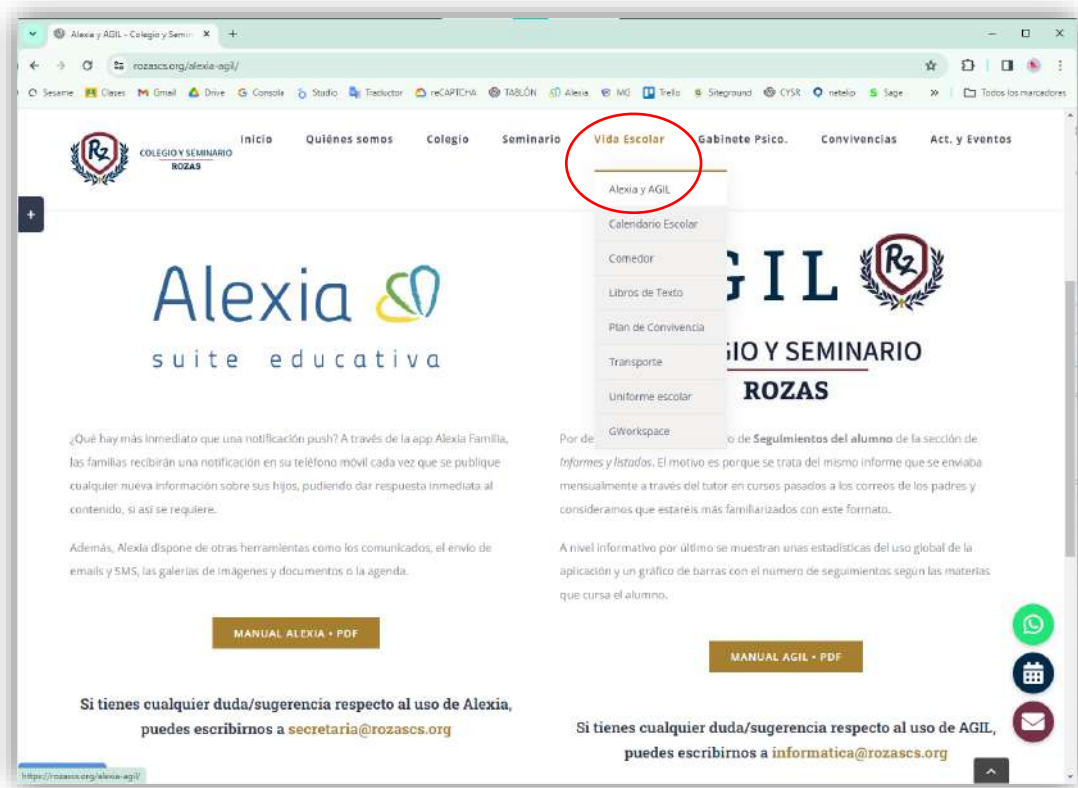 Alexia y AGIL - Colegio y Semin
rozascs.org/alexia-agil/
Sesame Clases Gmail Drive Consola Studio Traductor reCAPTCHA TABLÓN Alexia MG Trello Siteground CYSR netelip Sage » Todos los marcadores
Inicio Quiénes somos Colegio Seminario Vida Escolar Gabinete Psico. Convivencias Act. y Eventos
Rz
COLEGIO Y SEMINARIO
ROZAS
Alexia y AGIL
Calendario Escolar
Comedor
Libros de Texto
Plan de Convivencia
Transporte
Uniforme escolar
GWorkspace
Alexia
suite educativa
¿Qué hay más inmediato que una notificación push? A través de la app Alexia Familia,
las familias recibirán una notificación en su teléfono móvil cada vez que se publique
cualquier nueva información sobre sus hijos, pudiendo dar respuesta inmediata al
contenido, si así se requiere.
Además, Alexia dispone de otras herramientas como los comunicados, el envío de
emails y SMS, las galerías de imágenes y documentos o la agenda.
MANUAL ALEXIA • PDF
Si tienes cualquier duda/sugerencia respecto al uso de Alexia,
puedes escribirnos a secretaria@rozascs.org
GIL Rz
IO Y SEMINARIO
ROZAS
Por de o de Seguimientos del alumno de la sección de
Informes y listados. El motivo es porque se trata del mismo informe que se enviaba
mensualmente a través del tutor en cursos pasados a los correos de los padres y
consideramos que estaréis más familiarizados con este formato.
A nivel informativo por último se muestran unas estadísticas del uso global de la
aplicación y un gráfico de barras con el número de seguimientos según las materias
que cursa el alumno.
MANUAL AGIL • PDF
Si tienes cualquier duda/sugerencia respecto al uso de AGIL,
puedes escribirnos a informatica@rozascs.org
https://rozascs.org/alexia-agil/